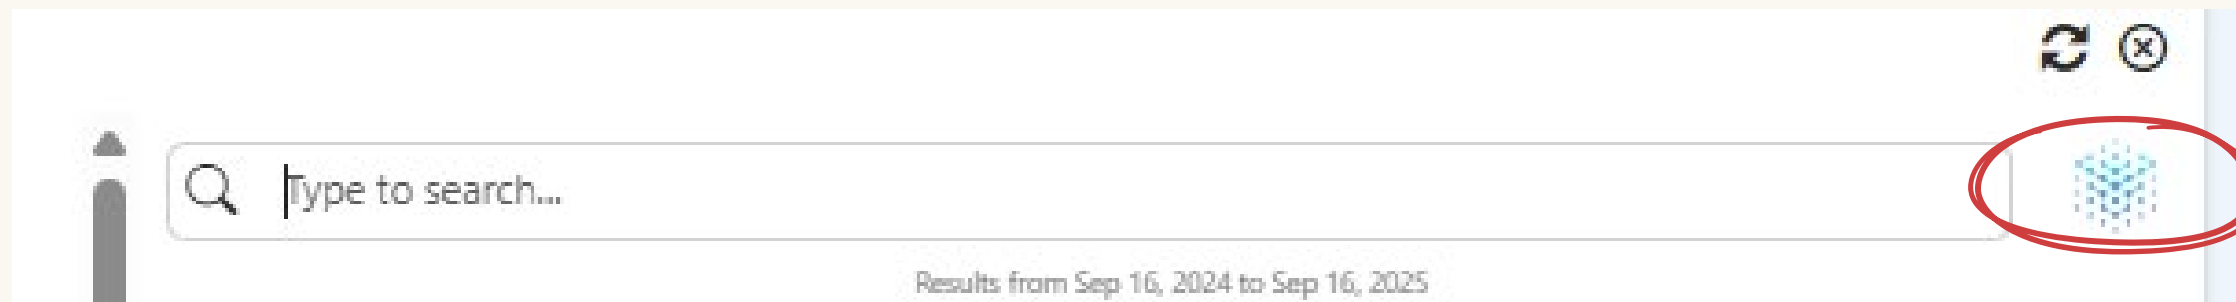 Type to search...
Results from Sep 16, 2024 to Sep 16, 2025